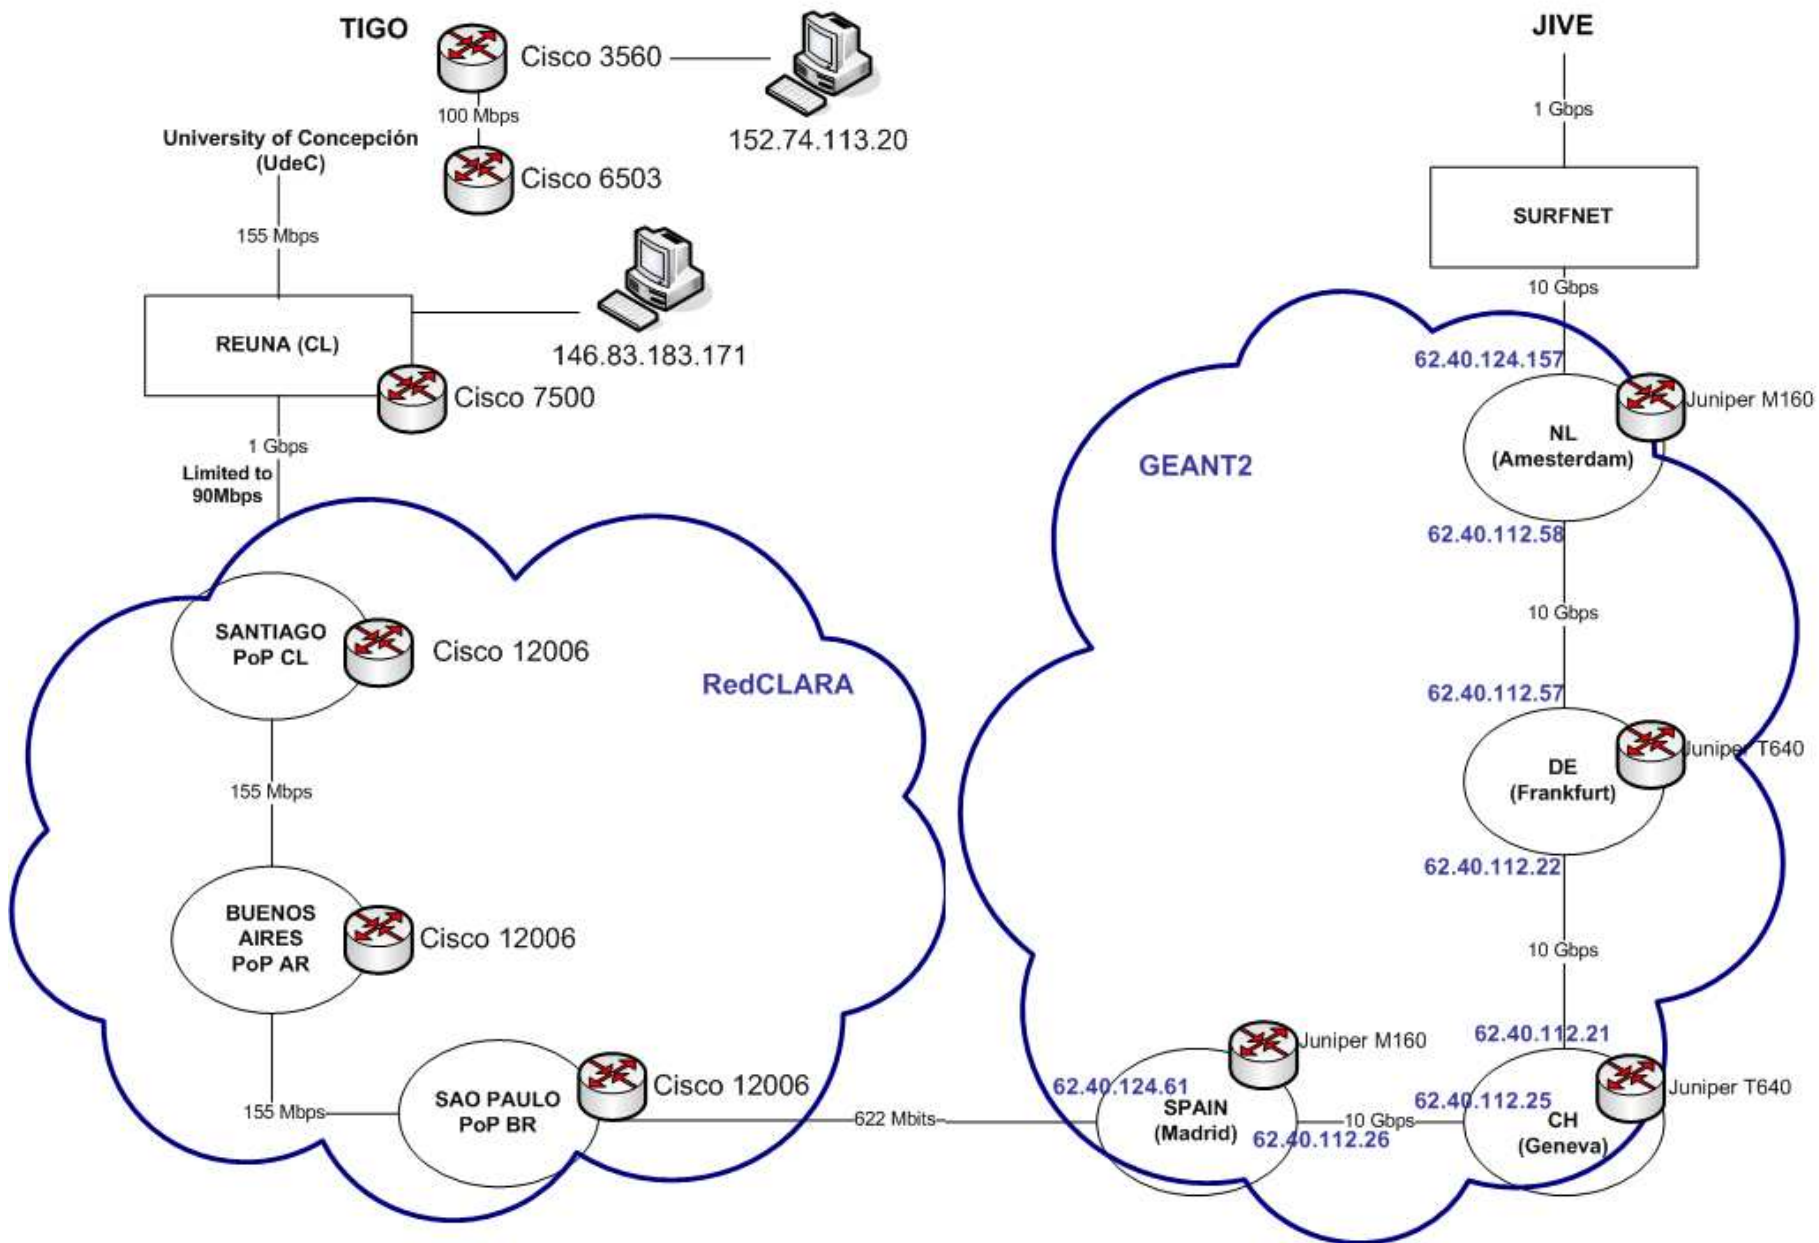 TIGO
Cisco 3560
100 Mbps
152.74.113.20
University of Concepción
(UdeC)
Cisco 6503
155 Mbps
REUNA (CL)
146.83.183.171
Cisco 7500
1 Gbps
Limited to
90Mbps
SANTIAGO
PoP CL
Cisco 12006
RedCLARA
155 Mbps
BUENOS
AIRES
PoP AR
Cisco 12006
155 Mbps
SAO PAULO
PoP BR
Cisco 12006
622 Mbits
JIVE
1 Gbps
SURFNET
10 Gbps
62.40.124.157
Juniper M160
NL
(Amesterdam)
GEANT2
62.40.112.58
10 Gbps
62.40.112.57
Juniper T640
DE
(Frankfurt)
62.40.112.22
10 Gbps
62.40.112.21
Juniper M160
62.40.124.61
SPAIN
(Madrid)
62.40.112.26
10 Gbps
62.40.112.25
Juniper T640
CH
(Geneva)